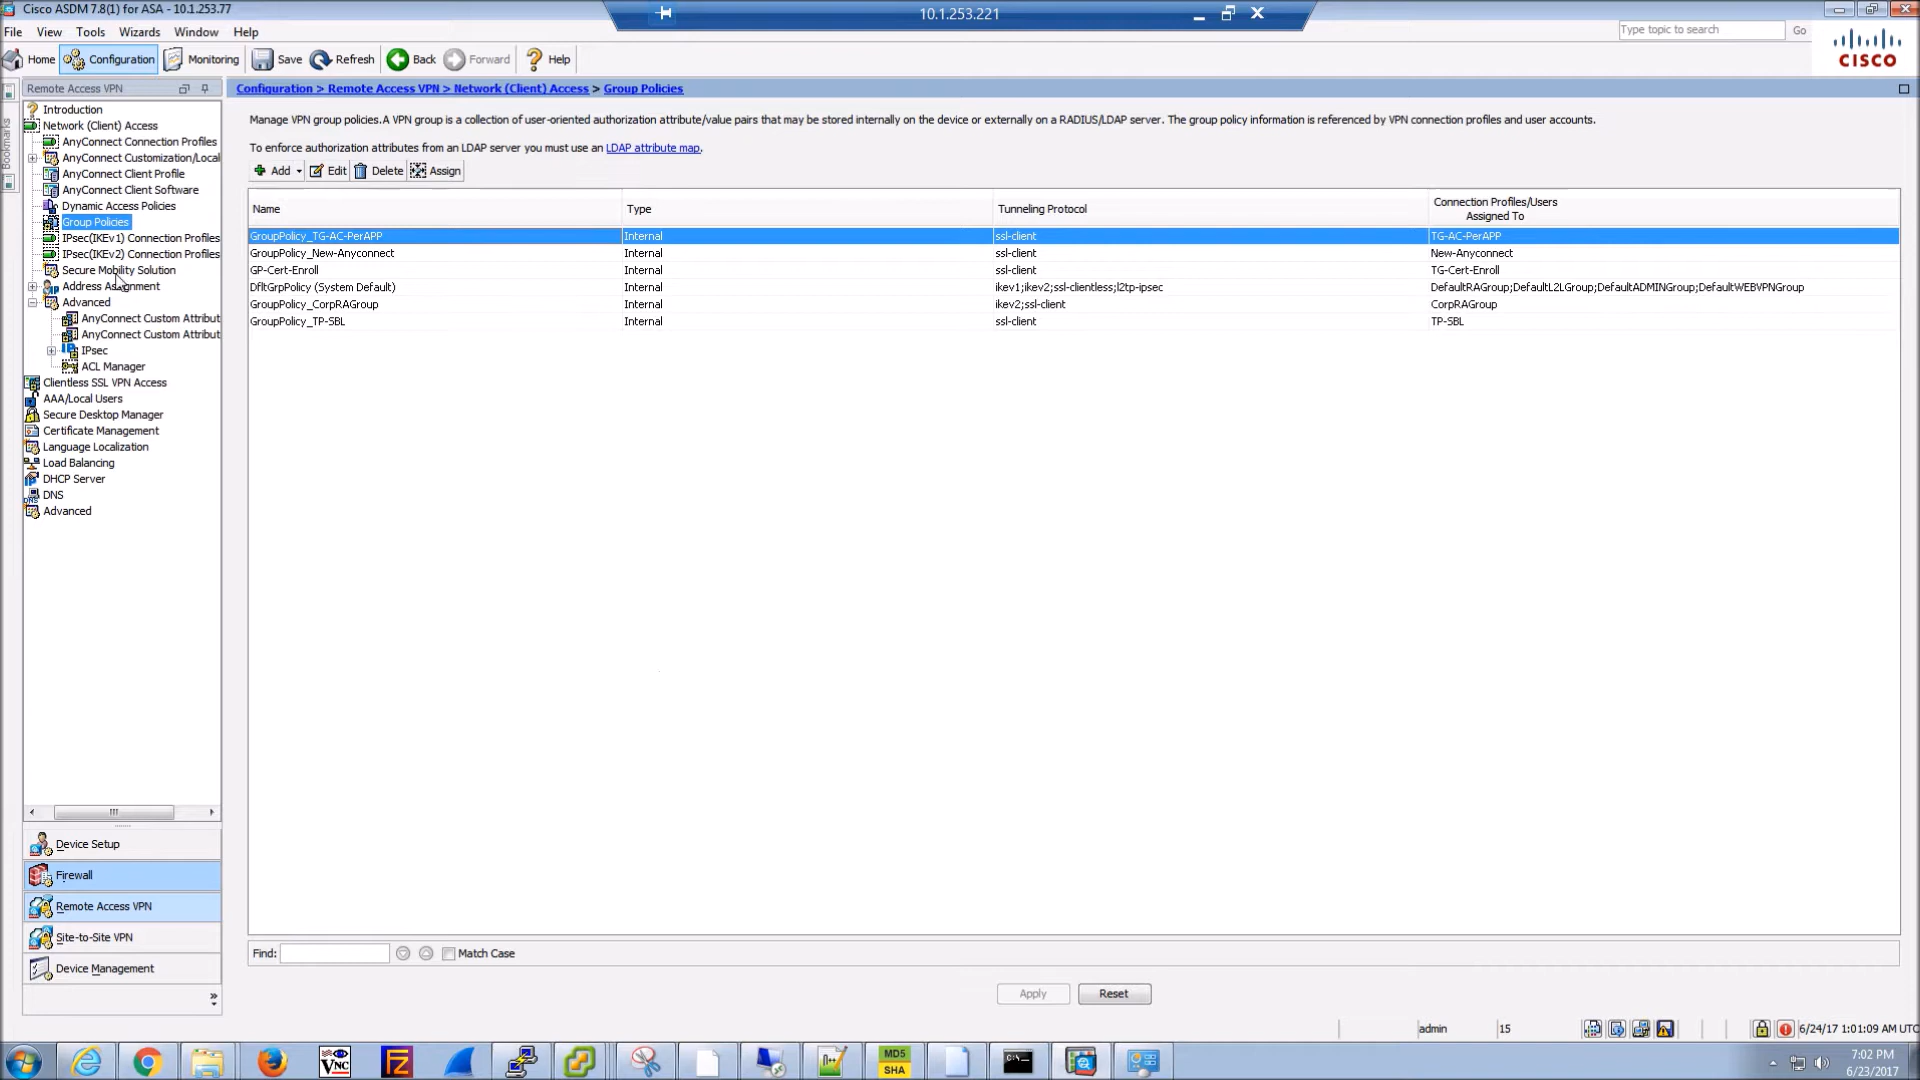 Cisco ASDM 7.8(1) for ASA - 10.1.253.77
10.1.253.221
File View Tools Wizards Window Help
Type topic to search Go
CISCO
Home Configuration Monitoring Save Refresh Back Forward Help
Bookmarks
Remote Access VPN
Introduction
Network (Client) Access
AnyConnect Connection Profiles
AnyConnect Customization/Local
AnyConnect Client Profile
AnyConnect Client Software
Dynamic Access Policies
Group Policies
IPsec(IKEv1) Connection Profiles
IPsec(IKEv2) Connection Profiles
Secure Mobility Solution
Address Assignment
Advanced
AnyConnect Custom Attribut
AnyConnect Custom Attribut
IPsec
ACL Manager
Clientless SSL VPN Access
AAA/Local Users
Secure Desktop Manager
Certificate Management
Language Localization
Load Balancing
DHCP Server
DNS
Advanced
Device Setup
Firewall
Remote Access VPN
Site-to-Site VPN
Device Management
Configuration > Remote Access VPN > Network (Client) Access > Group Policies
Manage VPN group policies.A VPN group is a collection of user-oriented authorization attribute/value pairs that may be stored internally on the device or externally on a RADIUS/LDAP server. The group policy information is referenced by VPN connection profiles and user accounts.
To enforce authorization attributes from an LDAP server you must use an LDAP attribute map.
Add Edit Delete Assign
Name Type Tunneling Protocol Connection Profiles/Users
Assigned To
GroupPolicy_TG-AC-PerAPP Internal ssl-client TG-AC-PerAPP
GroupPolicy_New-Anyconnect Internal ssl-client New-Anyconnect
GP-Cert-Enroll Internal ssl-client TG-Cert-Enroll
DfltGrpPolicy (System Default) Internal ikev1;ikev2;ssl-clientless;l2tp-ipsec DefaultRAGroup;DefaultL2LGroup;DefaultADMINGroup;DefaultWEBVPNGroup
GroupPolicy_CorpRAGroup Internal ikev2;ssl-client CorpRAGroup
GroupPolicy_TP-SBL Internal ssl-client TP-SBL
Find: Match Case
Apply Reset
admin 15 6/24/17 1:01:09 AM UTC
VNC
FZ
MD5
SHA
C:\
7:02 PM
6/23/2017